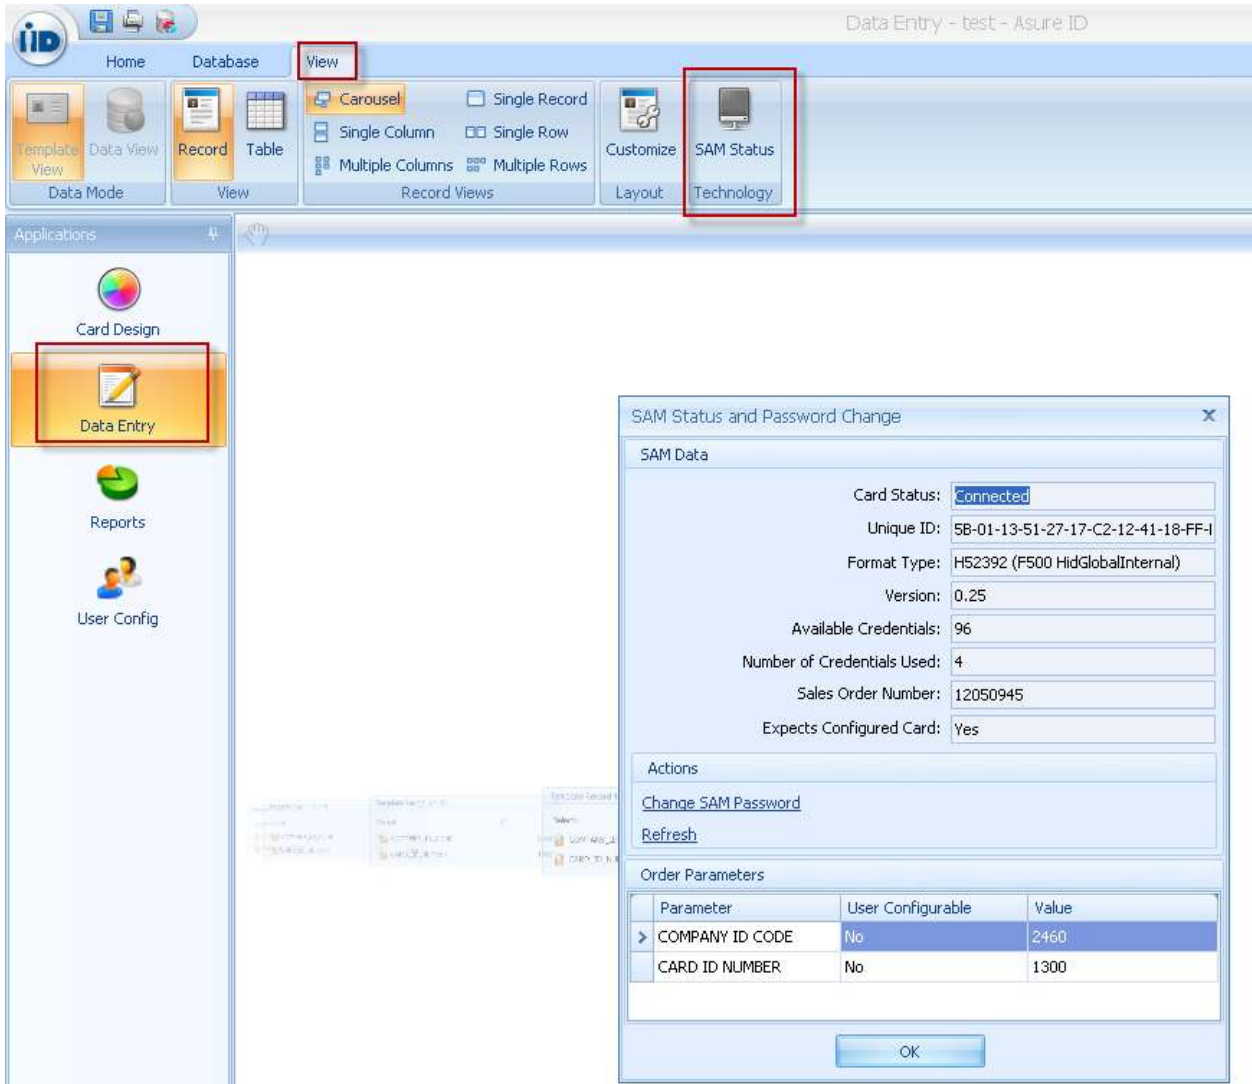 iiD
Data Entry - test - Asure ID
Home Database View
Template View
Data View
Record
Table
Carousel
Single Record
Single Column
Single Row
Multiple Columns
Multiple Rows
Customize
SAM Status
Data Mode View Record Views Layout Technology
Applications
Card Design
Data Entry
Reports
User Config
SAM Status and Password Change
SAM Data
Card Status: Connected
Unique ID: 5B-01-13-51-27-17-C2-12-41-18-FF-
Format Type: H52392 (F500 HidGlobalInternal)
Version: 0.25
Available Credentials: 96
Number of Credentials Used: 4
Sales Order Number: 12050945
Expects Configured Card: Yes
Actions
Change SAM Password
Refresh
Order Parameters
Parameter User Configurable Value
COMPANY ID CODE No 2460
CARD ID NUMBER No 1300
OK